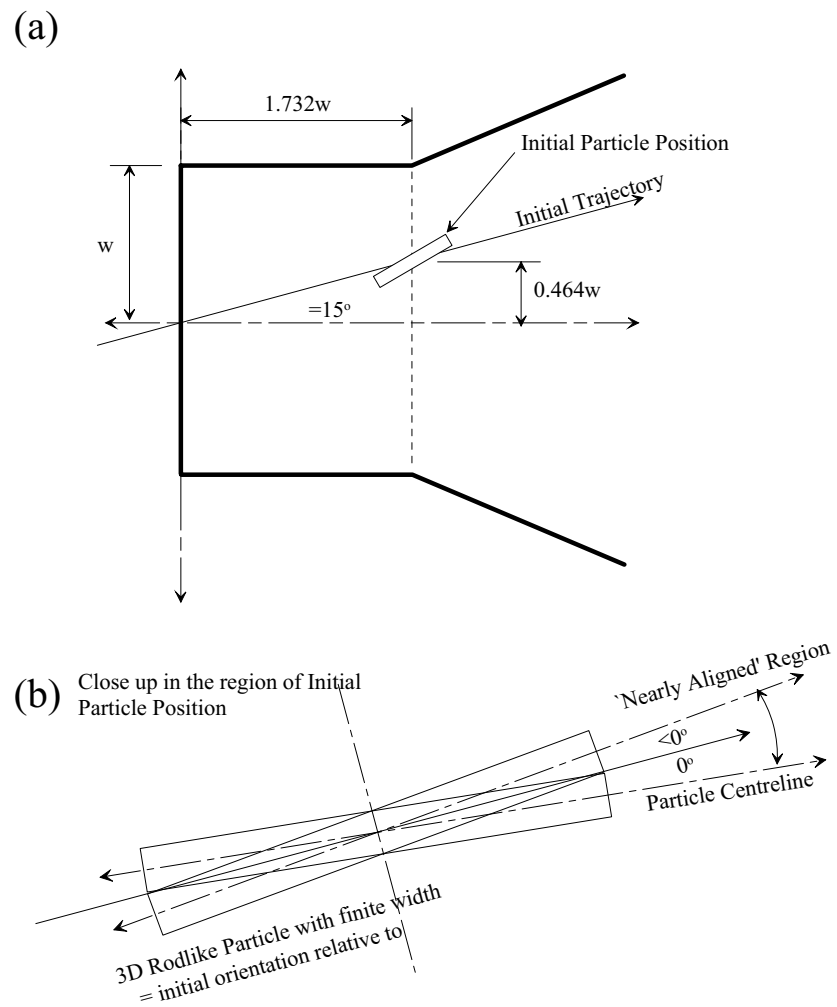 (a)
1.732w
Initial Particle Position
Initial Trajectory
w
0.464w
=15°
(b)
Close up in the region of Initial
Particle Position
`Nearly Aligned' Region
<0°
0°
Particle Centreline
3D Rodlike Particle with finite width
= initial orientation relative to